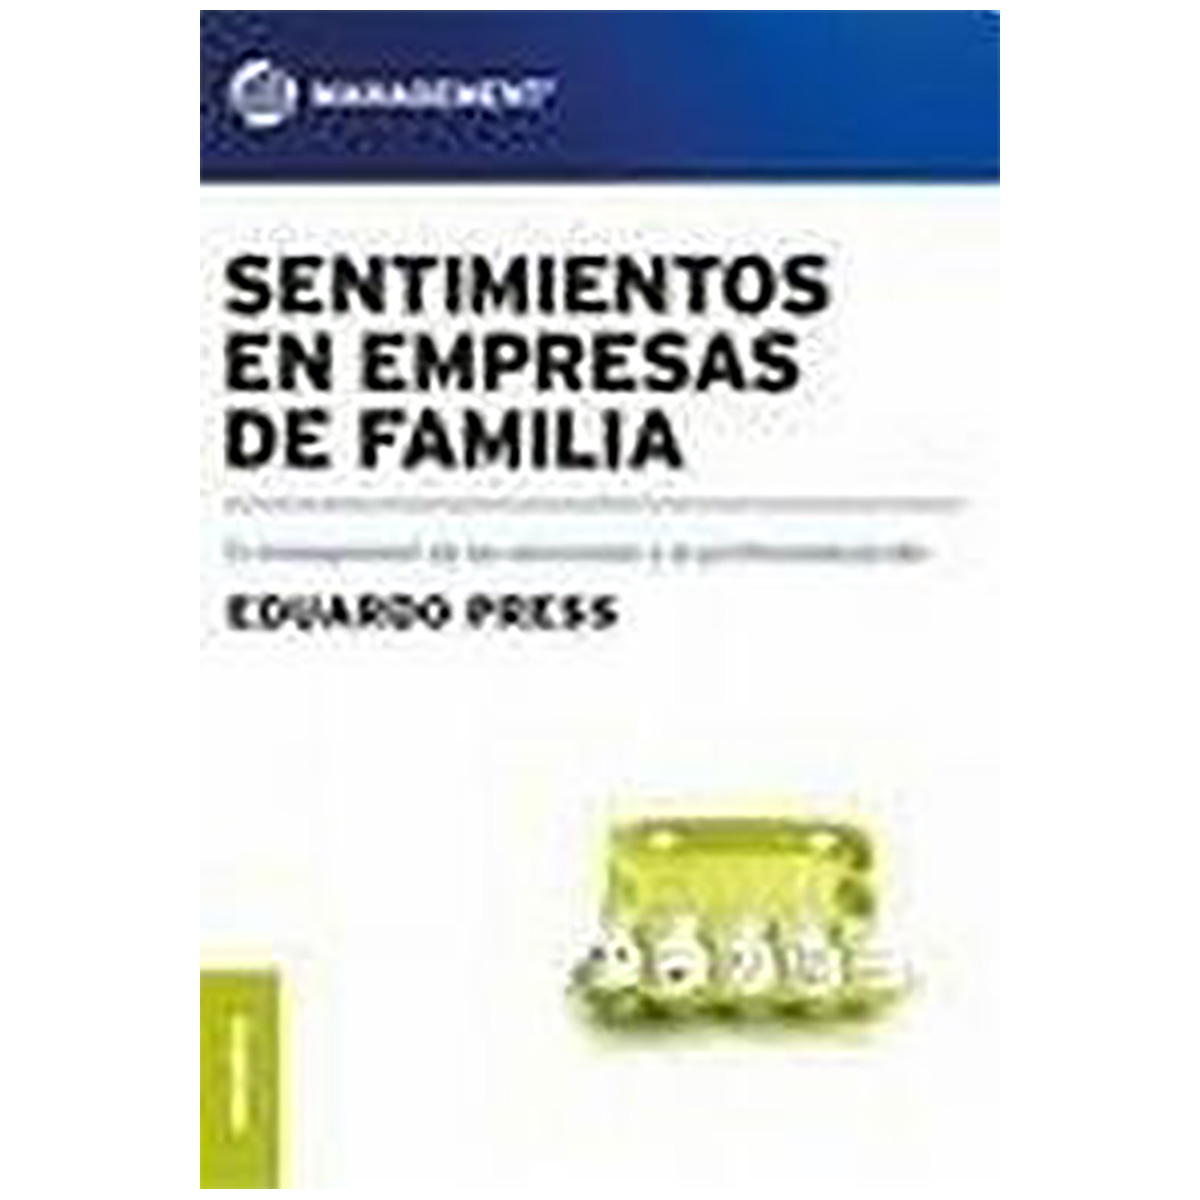 MANAGEMENT
SENTIMIENTOS
EN EMPRESAS
DE FAMILIA
EDUARDO PRESS